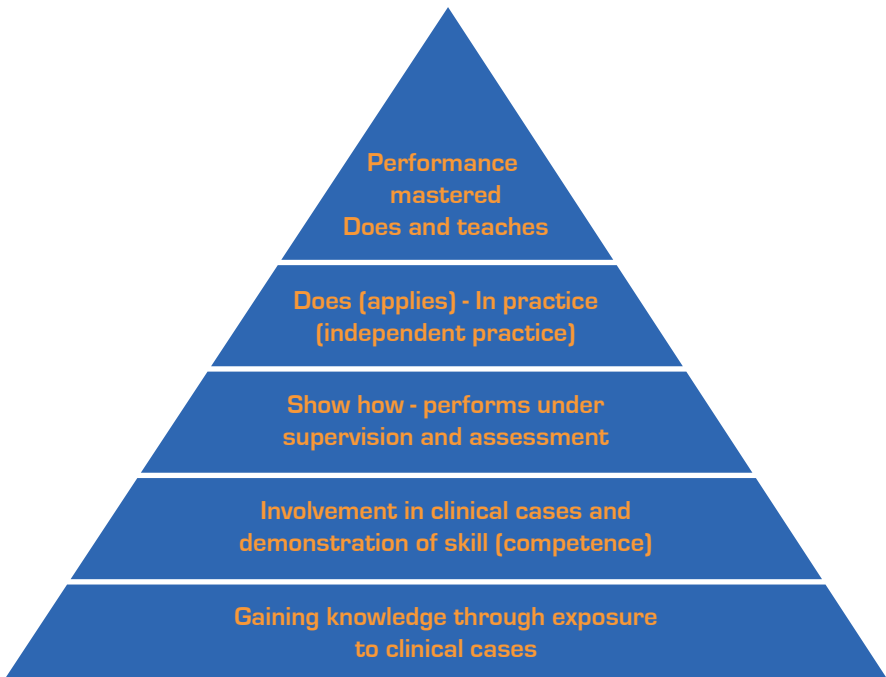 Performance
mastered
Does and teaches
Does (applies) - In practice
(independent practice)
Show how - performs under
supervision and assessment
Involvement in clinical cases and
demonstration of skill (competence)
Gaining knowledge through exposure
to clinical cases